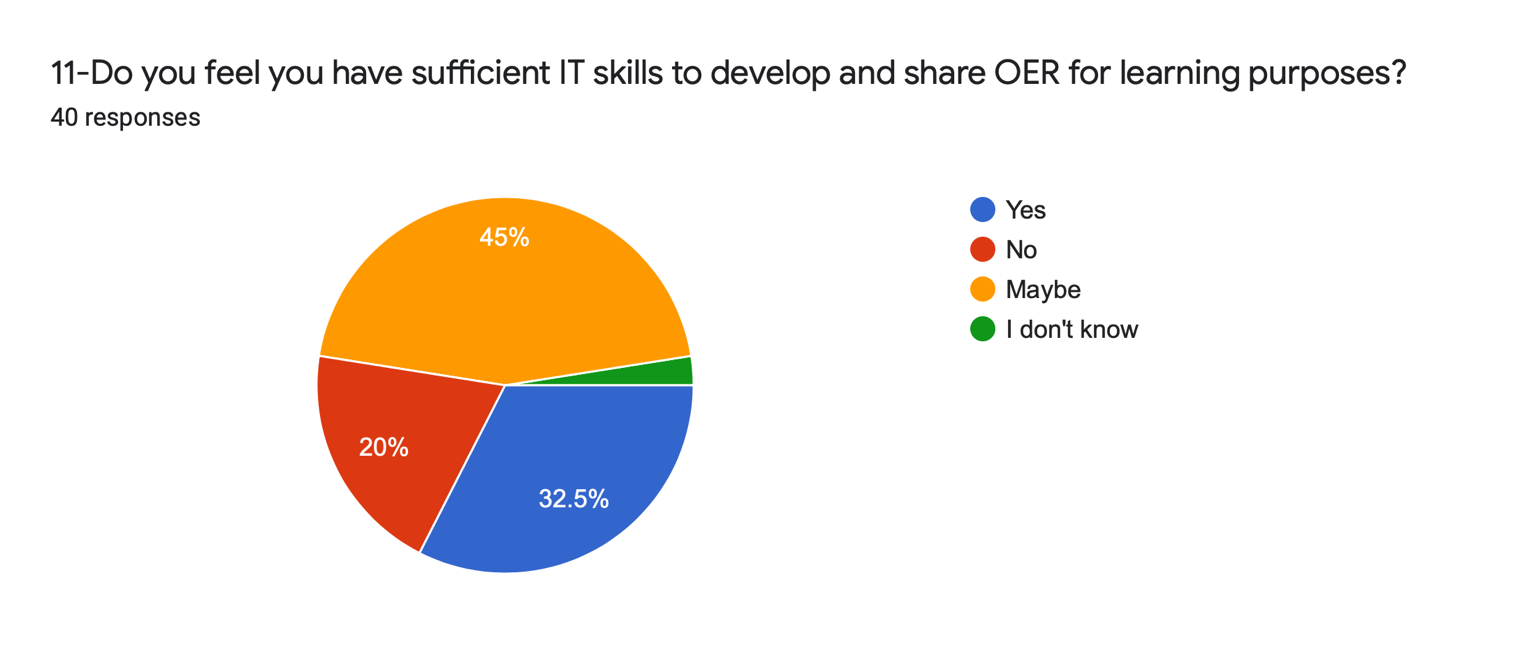 11-Do you feel you have sufficient IT skills to develop and share OER for learning purposes?
40 responses
45%
20%
32.5%
Yes
No
Maybe
I don't know